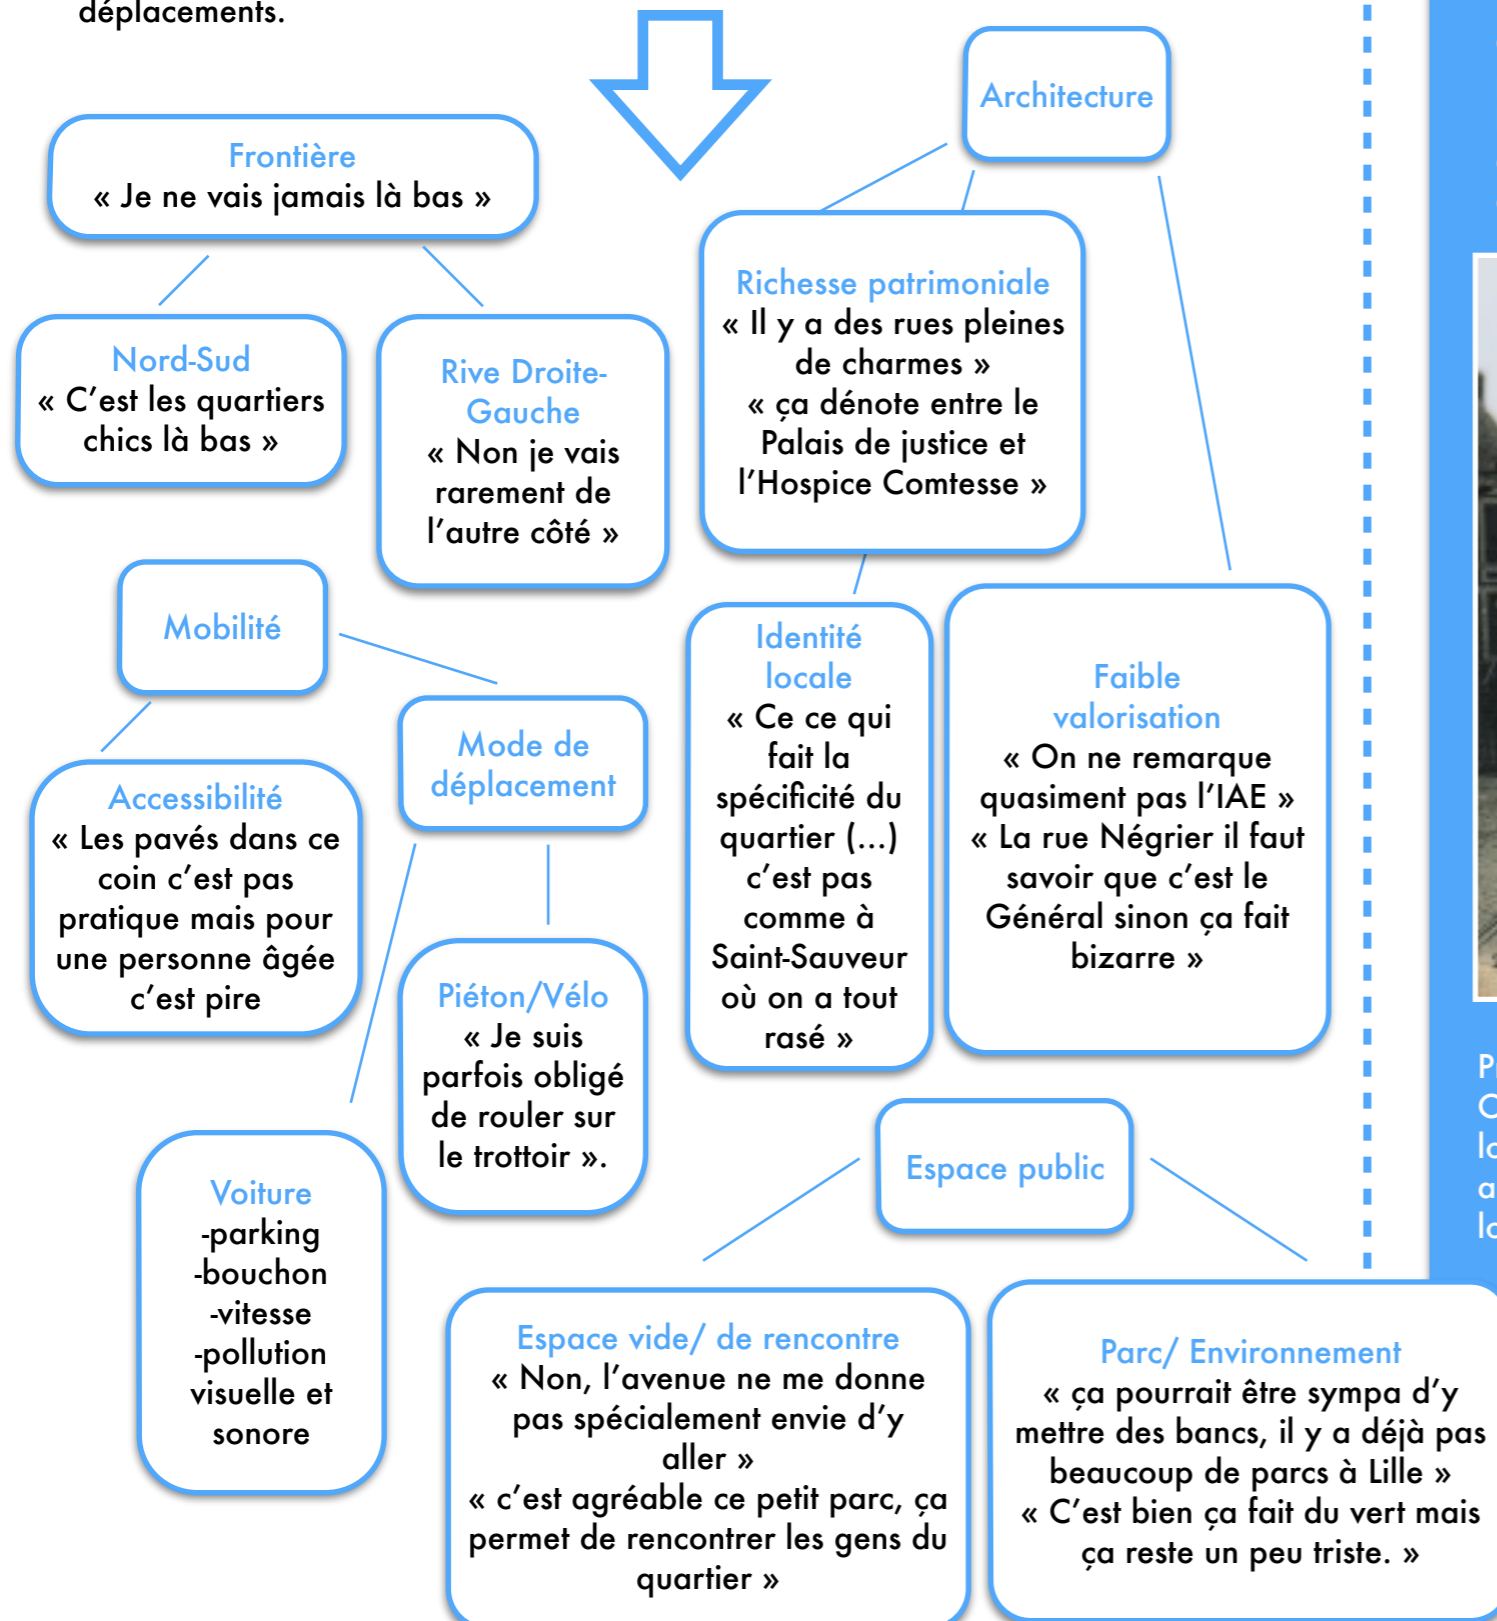 déplacements.
Architecture
Frontière
« Je ne vais jamais là bas »
Nord-Sud
« C’est les quartiers
chics là bas »
Rive Droite-
Gauche
« Non je vais
rarement de
l’autre côté »
Richesse patrimoniale
« Il y a des rues pleines
de charmes »
« ça dénote entre le
Palais de justice et
l’Hospice Comtesse »
Mobilité
Accessibilité
« Les pavés dans ce
coin c’est pas
pratique mais pour
une personne âgée
c’est pire
Mode de
déplacement
Identité
locale
« Ce ce qui
fait la
spécificité du
quartier (...)
c’est pas
comme à
Saint-Sauveur
où on a tout
rasé »
Faible
valorisation
« On ne remarque
quasiment pas l’IAE »
« La rue Négrier il faut
savoir que c’est le
Général sinon ça fait
bizarre »
Piéton/Vélo
« Je suis
parfois obligé
de rouler sur
le trottoir ».
Voiture
-parking
-bouchon
-vitesse
-pollution
visuelle et
sonore
Espace public
Espace vide/ de rencontre
« Non, l’avenue ne me donne
pas spécialement envie d’y
aller »
« c’est agréable ce petit parc, ça
permet de rencontrer les gens du
quartier »
Parc/ Environnement
« ça pourrait être sympa d’y
mettre des bancs, il y a déjà pas
beaucoup de parcs à Lille »
« C’est bien ça fait du vert mais
ça reste un peu triste. »